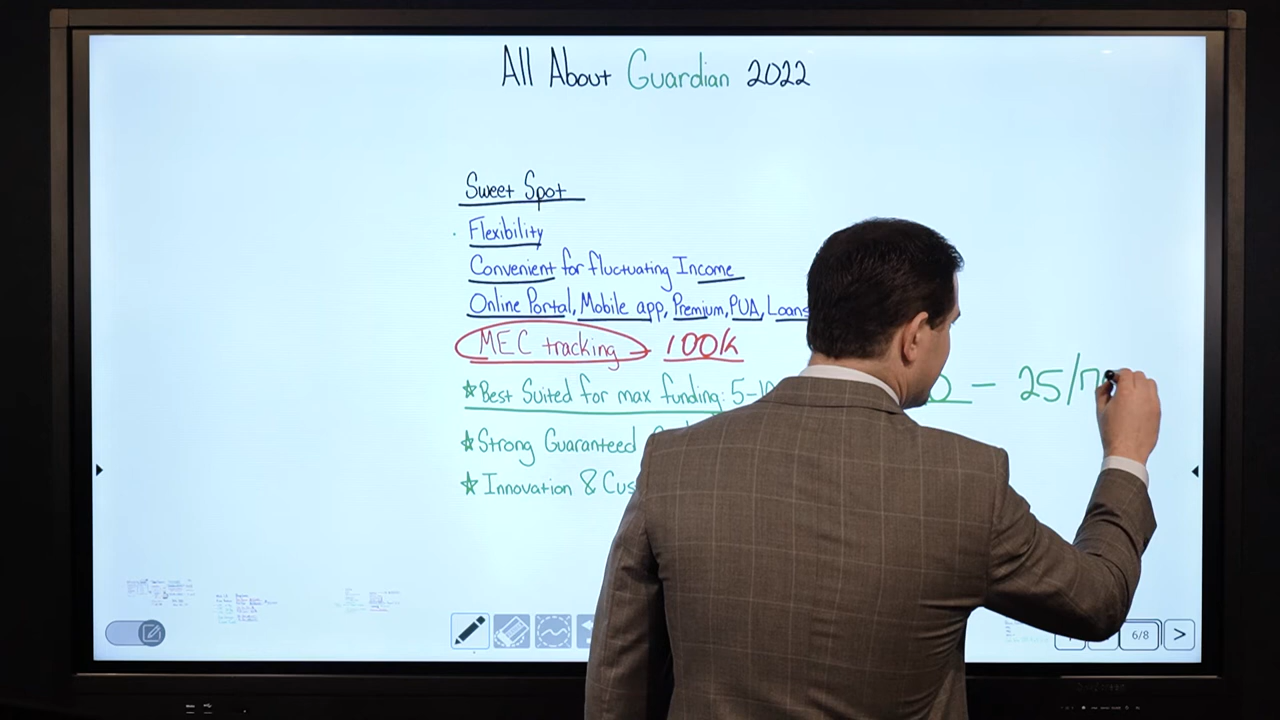 All About Guardian 2022
Sweet Spot
Flexibility
Convenient for fluctuating Income
Online Portal, Mobile app, Premium, PUA, Loans
MEC tracking - 100k
Best Suited for max funding: 5-10 - 25/
Strong Guaranteed
Innovation &
6/8 >